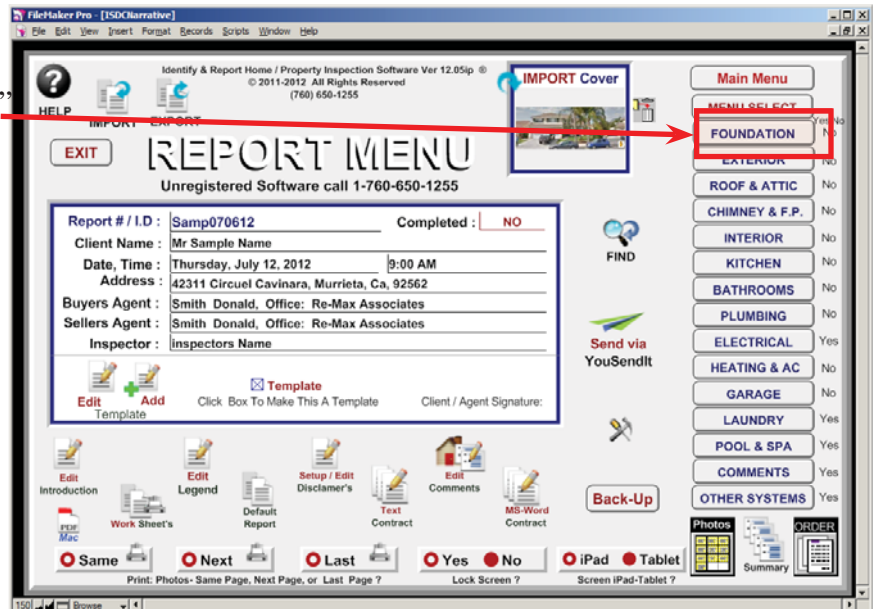 FileMaker Pro - [ISDCNarrative]
File Edit View Insert Format Records Scripts Window Help
”
HELP
IMPORT
EXPORT
Identify & Report Home / Property Inspection Software Ver 12.05ip ®
© 2011-2012 All Rights Reserved
(760) 650-1255
IMPORT Cover
EXIT
REPORT MENU
Unregistered Software call 1-760-650-1255
Report # / I.D : Samp070612 Completed : NO
Client Name : Mr Sample Name
Date, Time : Thursday, July 12, 2012 9:00 AM
Address : 42311 Circuel Cavinara, Murrieta, Ca, 92562
Buyers Agent : Smith Donald, Office: Re-Max Associates
Sellers Agent : Smith Donald, Office: Re-Max Associates
Inspector : inspectors Name
Edit Add
Template
Template
Click Box To Make This A Template
Client / Agent Signature:
FIND
Send via
YouSendIt
Back-Up
Edit
Introduction
Edit
Legend
Setup / Edit
Disclamer's
Edit
Comments
PDF
Mac
Work Sheet's
Default
Report
Text
Contract
MS-Word
Contract
Same Next Last
Print: Photos- Same Page, Next Page, or Last Page ?
Yes No
Lock Screen ?
iPad Tablet
Screen iPad-Tablet ?
Main Menu
MENU SELECT
Yes No
FOUNDATION No
EXTERIOR No
ROOF & ATTIC No
CHIMNEY & F.P. No
INTERIOR No
KITCHEN No
BATHROOMS No
PLUMBING No
ELECTRICAL Yes
HEATING & AC No
GARAGE No
LAUNDRY Yes
POOL & SPA Yes
COMMENTS Yes
OTHER SYSTEMS Yes
Photos
Summary
ORDER
150 Browse